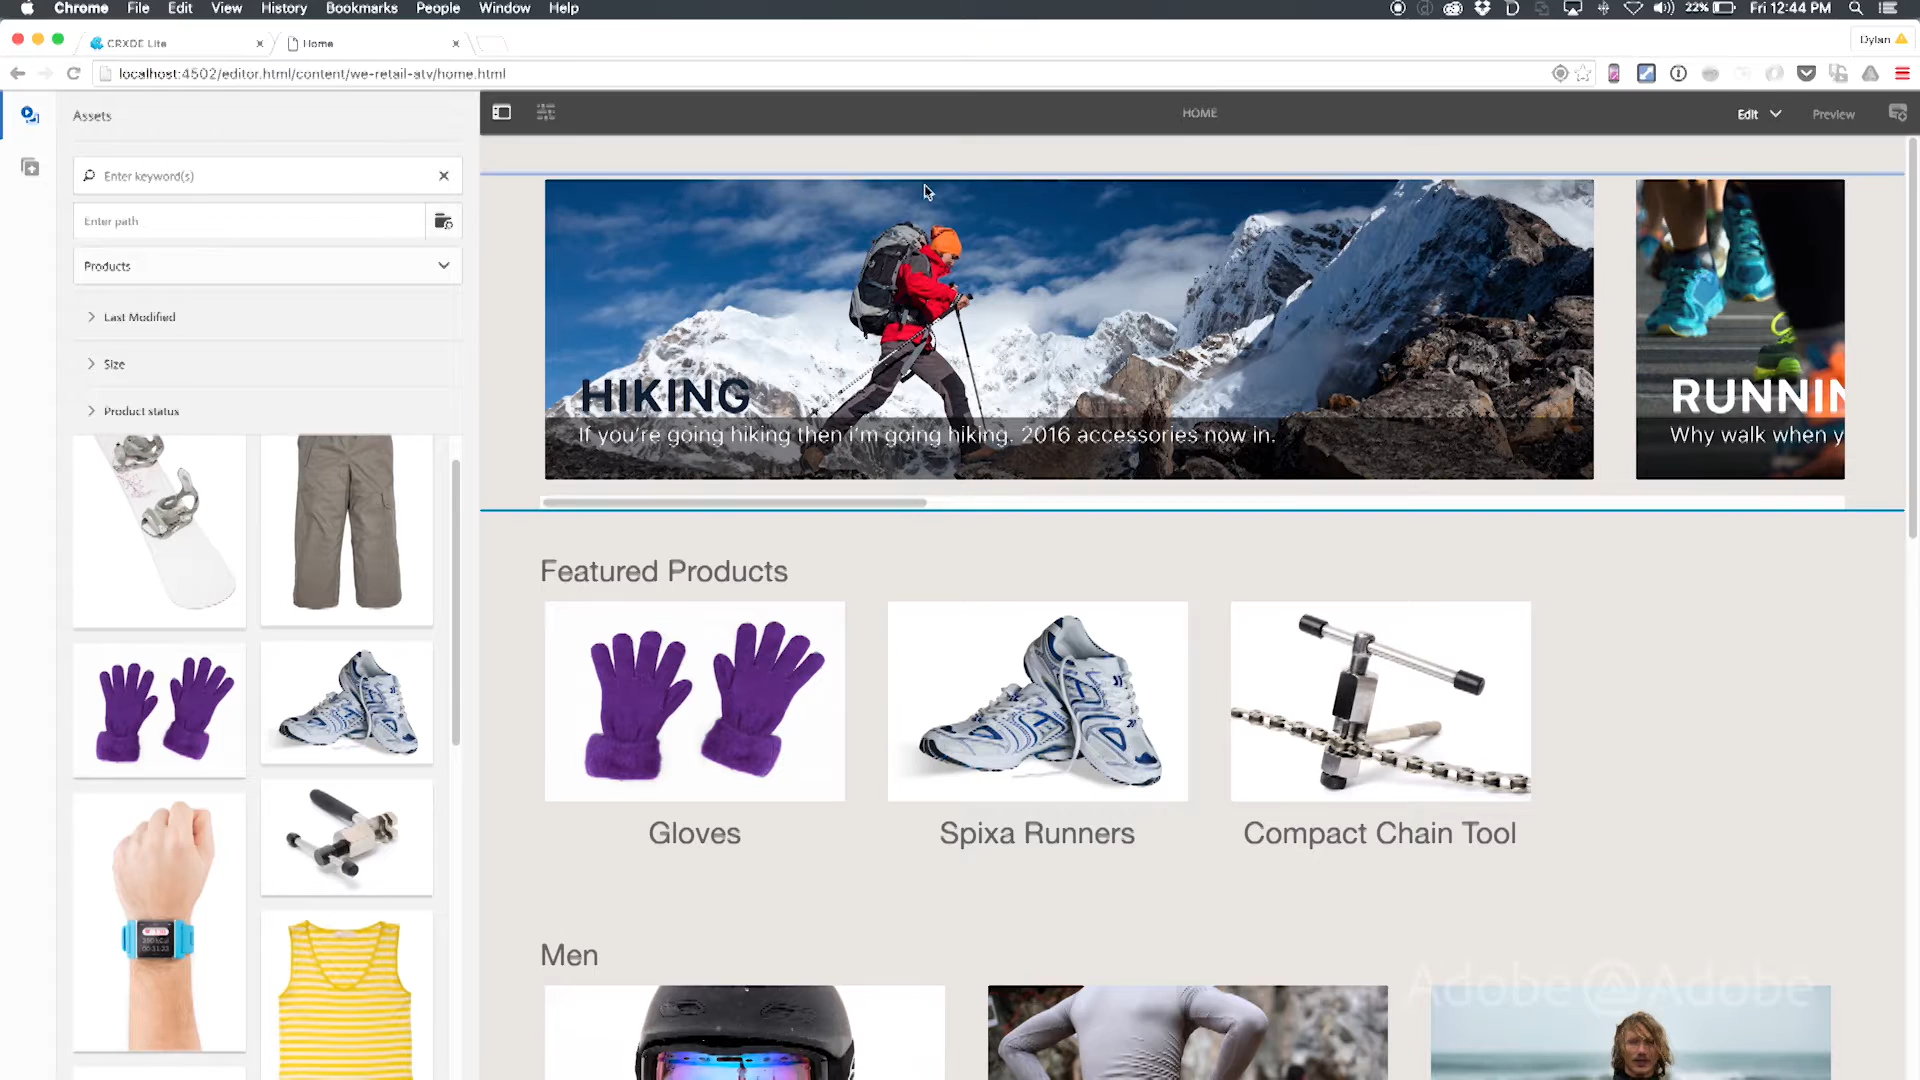 Chrome File Edit View History Bookmarks People Window Help
22% Fri 12:44 PM
CRXDE Lite
Home
Dylan
localhost:4502/editor.html/content/we-retail-atv/home.html
Assets
HOME
Edit
Preview
Enter keyword(s)
Enter path
Products
Last Modified
Size
Product status
HIKING
If you're going hiking then i'm going hiking. 2016 accessories now in.
RUNNIN
Why walk when y
Featured Products
Gloves
Spixa Runners
Compact Chain Tool
Men
Adobe @ Adobe